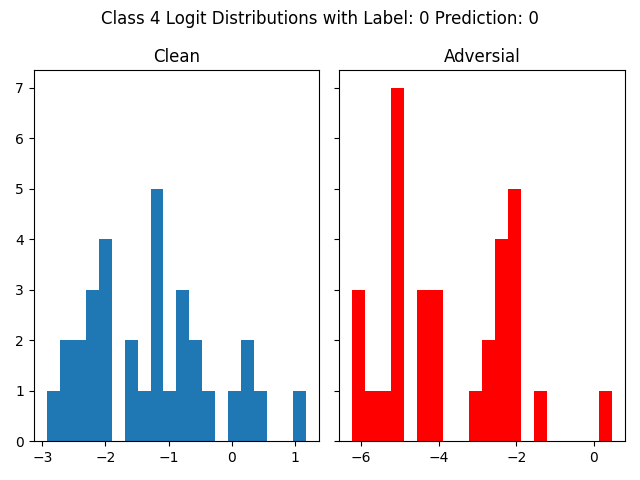 Class 4 Logit Distributions with Label: 0 Prediction: 0
Clean
Adversial
7
6
5
4
3
2
1
0
−3 −2 −1 0 1
−6 −4 −2 0